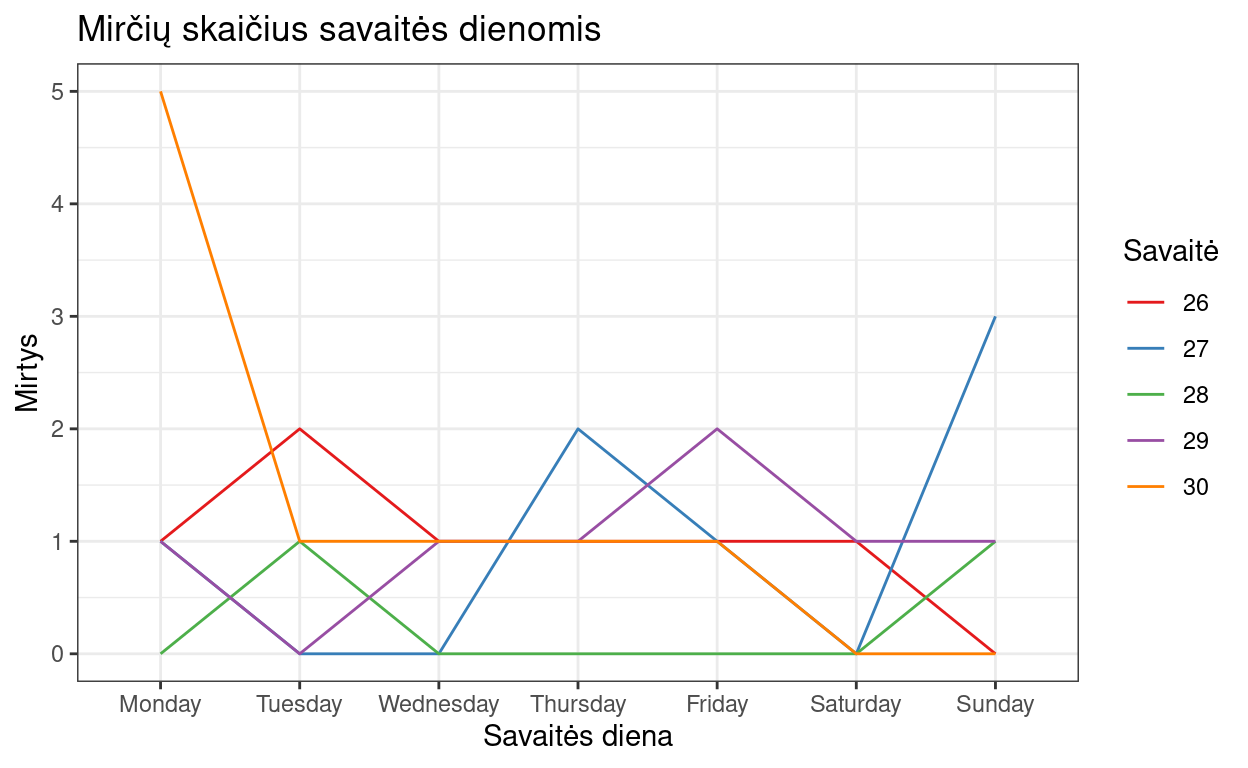 Mirčių skaičius savaitės dienomis
5
4
3
2
1
0
Mirtys
Monday Tuesday Wednesday Thursday Friday Saturday Sunday
Savaitės diena
Savaitė
26
27
28
29
30